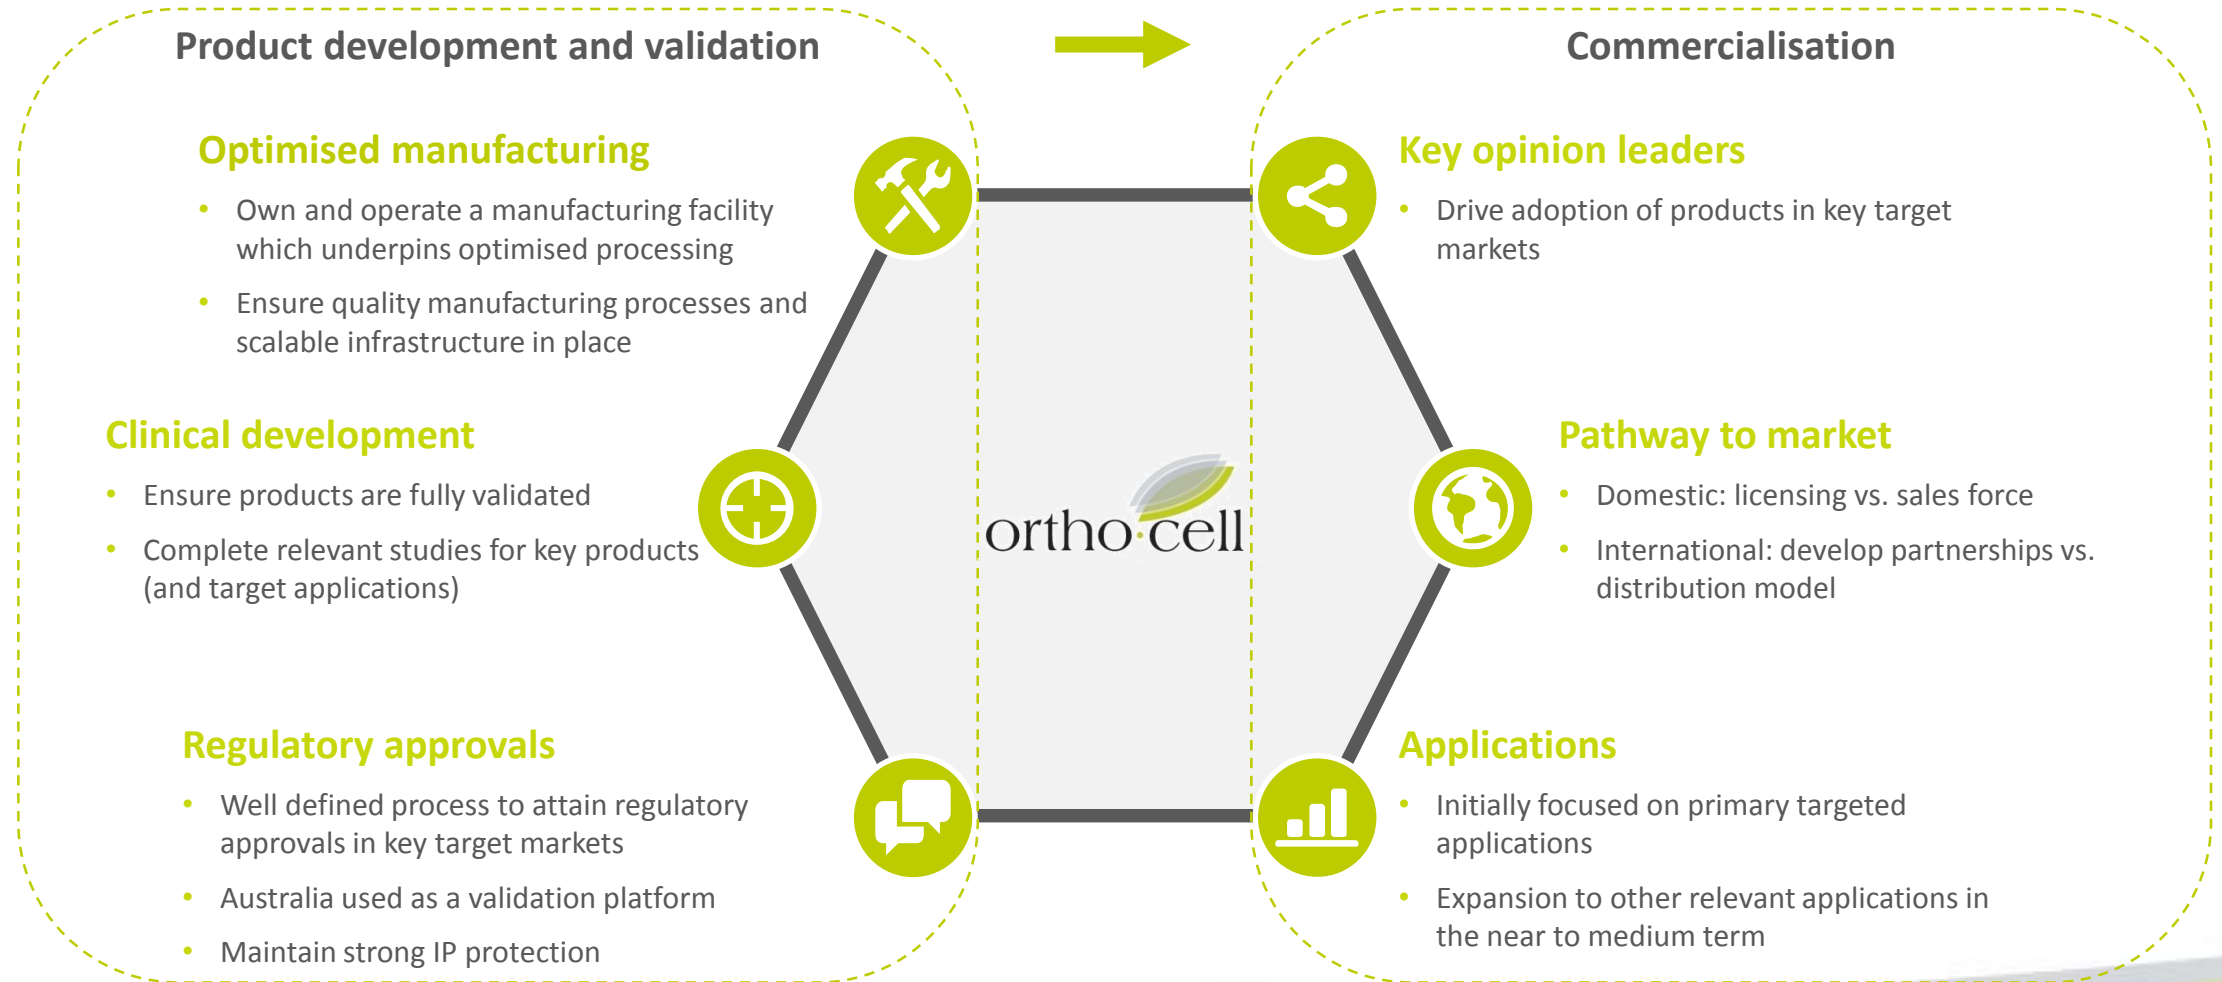 Product development and validation
Optimised manufacturing
• Own and operate a manufacturing facility
which underpins optimised processing
• Ensure quality manufacturing processes and
scalable infrastructure in place
Clinical development
• Ensure products are fully validated
• Complete relevant studies for key products
(and target applications)
Regulatory approvals
• Well defined process to attain regulatory
approvals in key target markets
• Australia used as a validation platform
• Maintain strong IP protection
ortho·cell
Commercialisation
Key opinion leaders
• Drive adoption of products in key target
markets
Pathway to market
• Domestic: licensing vs. sales force
• International: develop partnerships vs.
distribution model
Applications
• Initially focused on primary targeted
applications
• Expansion to other relevant applications in
the near to medium term